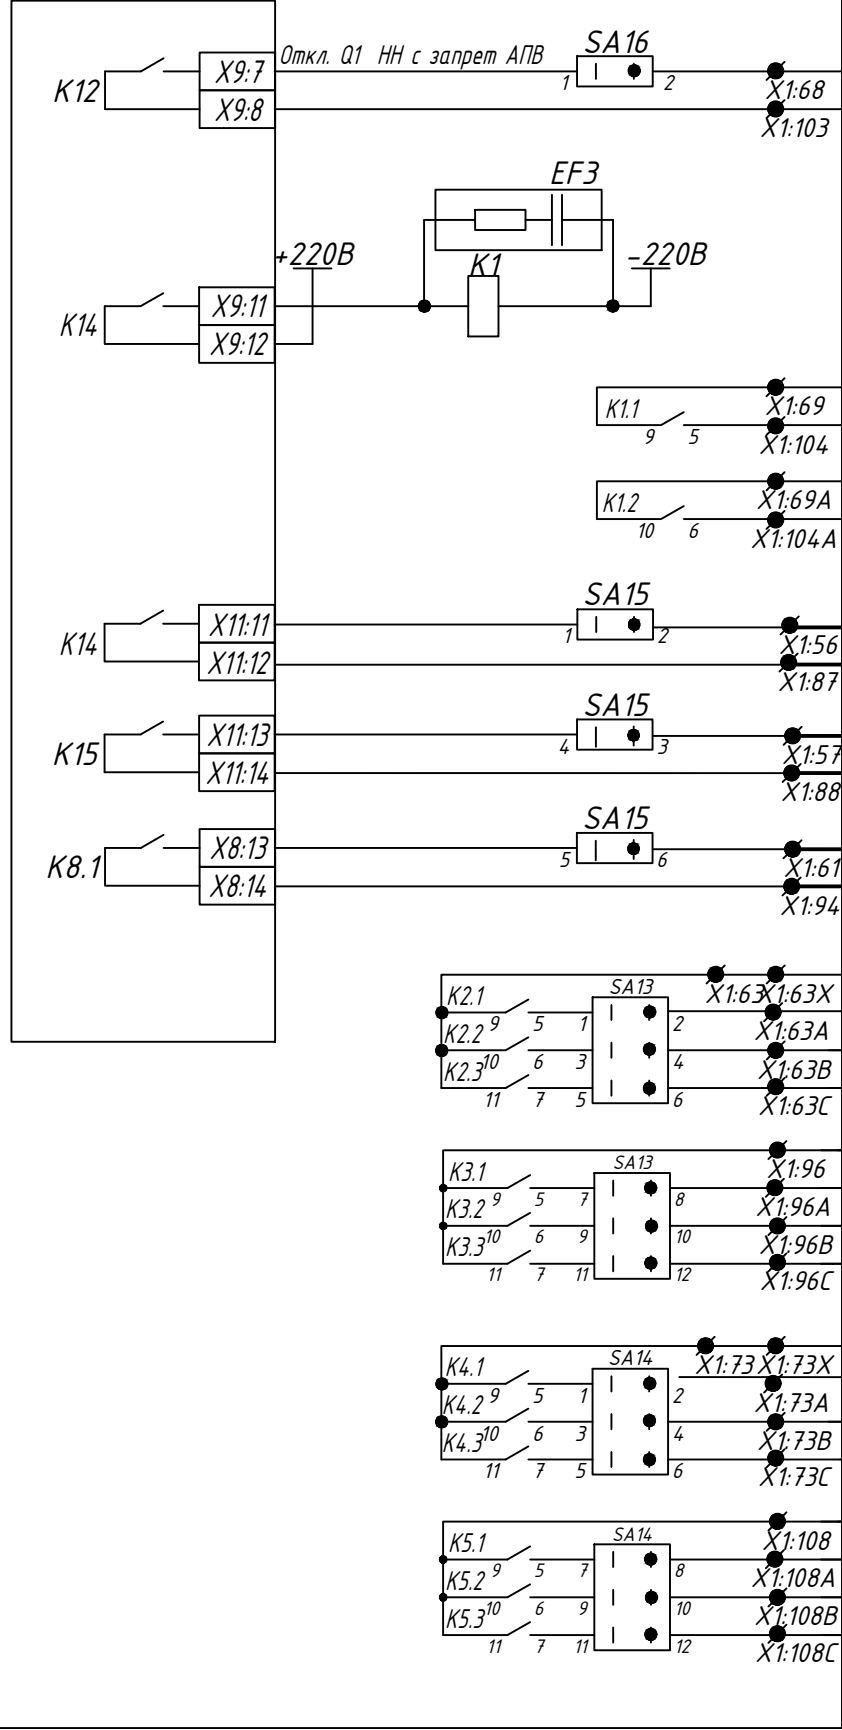 K12
X9:7
X9:8
Откл. Q1 НН с запрет АПВ
SA16
1
2
X1:68
X1:103
EF3
+220В
K1
-220В
K14
X9:11
X9:12
K1.1
9
5
X1:69
X1:104
K1.2
10
6
X1:69A
X1:104A
K14
X11:11
X11:12
SA15
1
2
X1:56
X1:87
K15
X11:13
X11:14
SA15
4
3
X1:57
X1:88
K8.1
X8:13
X8:14
SA15
5
6
X1:61
X1:94
K2.1
9
5
K2.2
10
6
K2.3
11
7
SA13
1
2
3
4
5
6
X1:63
X1:63X
X1:63A
X1:63B
X1:63C
K3.1
9
5
K3.2
10
6
K3.3
11
7
SA13
7
8
9
10
11
12
X1:96
X1:96A
X1:96B
X1:96C
K4.1
9
5
K4.2
10
6
K4.3
11
7
SA14
1
2
3
4
5
6
X1:73
X1:73X
X1:73A
X1:73B
X1:73C
K5.1
9
5
K5.2
10
6
K5.3
11
7
SA14
7
8
9
10
11
12
X1:108
X1:108A
X1:108B
X1:108C